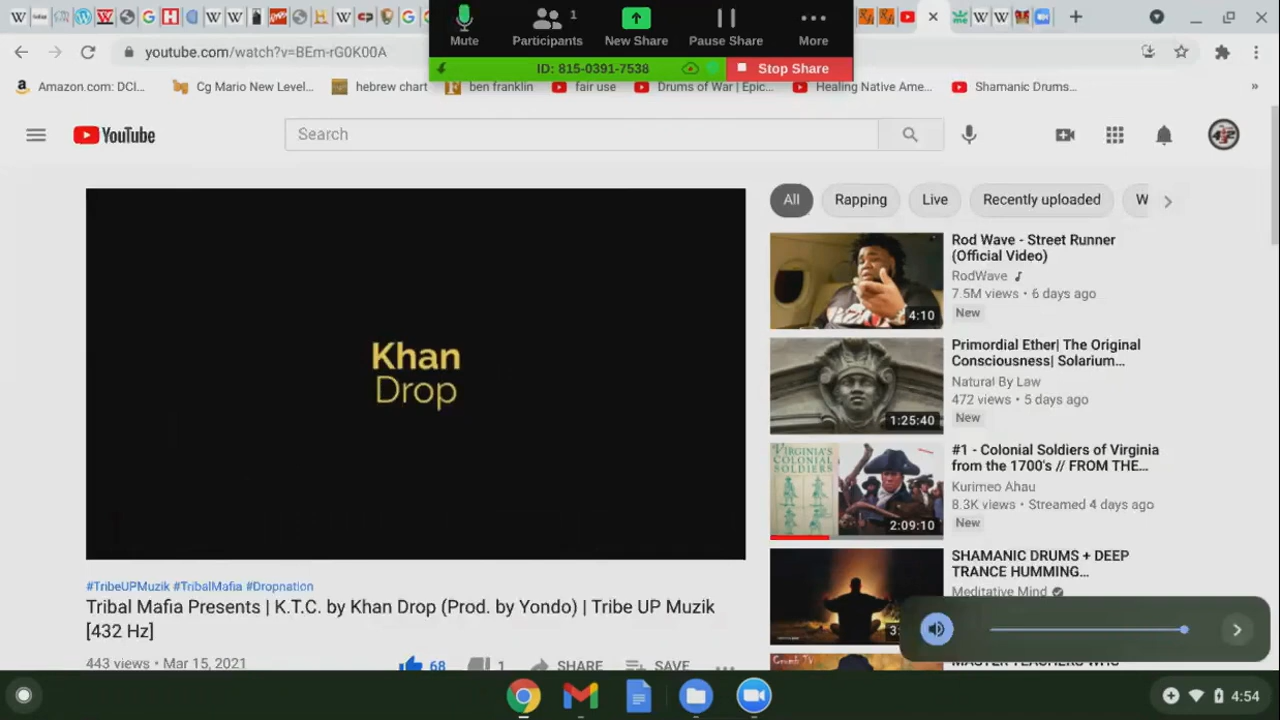 Mute
Participants
1
New Share
Pause Share
More
ID: 815-0391-7538
Stop Share
youtube.com/watch?v=BEm-rG0K00A
Amazon.com: DCI...
Cg Mario New Level...
hebrew chart
ben franklin
fair use
Drums of War | Epic...
Healing Native Ame...
Shamanic Drums...
»
YouTube
Search
All
Rapping
Live
Recently uploaded
W
Khan
Drop
Rod Wave - Street Runner
(Official Video)
RodWave
7.5M views • 6 days ago
New
4:10
Primordial Ether| The Original
Consciousness| Solarium...
Natural By Law
472 views • 5 days ago
New
1:25:40
#1 - Colonial Soldiers of Virginia
from the 1700's // FROM THE...
Kurimeo Ahau
8.3K views • Streamed 4 days ago
New
VIRGINIA'S
COLONIAL
SOLDIERS
2:09:10
SHAMANIC DRUMS + DEEP
TRANCE HUMMING...
Meditative Mind
#TribeUPMuzik #TribalMafia #Dropnation
Tribal Mafia Presents | K.T.C. by Khan Drop (Prod. by Yondo) | Tribe UP Muzik
[432 Hz]
443 views • Mar 15, 2021
68
1
SHARE
SAVE
MASTER TEACHERS WHO
4:54